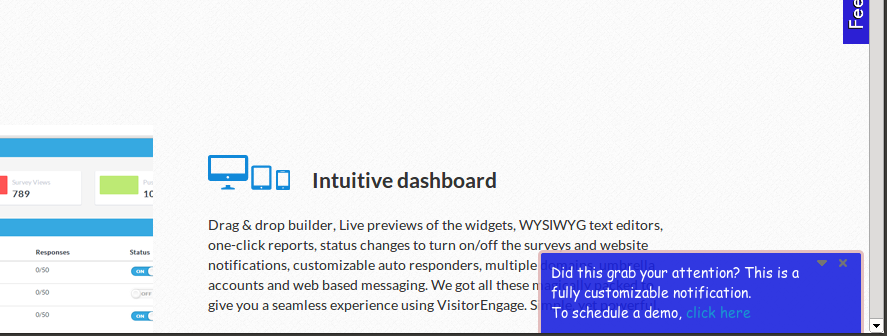 Fee
Survey Views
789
10
Responses
Status
0/50
ON
0/50
OFF
0/50
ON
Intuitive dashboard
Drag & drop builder, Live previews of the widgets, WYSIWYG text editors,
one-click reports, status changes to turn on/off the surveys and website
notifications, customizable auto responders, multiple domains, umbrella
accounts and web based messaging. We got all these
give you a seamless experience using VisitorEngage.
Did this grab your attention? This is a
fully customizable notification.
To schedule a demo, click here